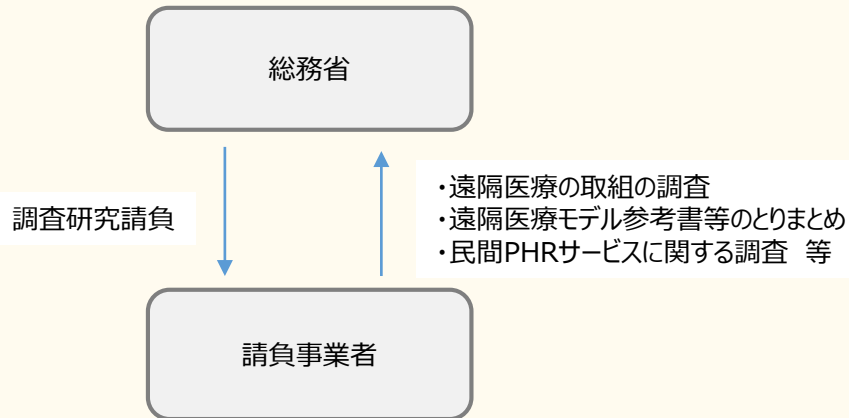 総務省
調査研究請負
・遠隔医療の取組の調査
・遠隔医療モデル参考書等のとりまとめ
・民間PHRサービスに関する調査　等
請負事業者